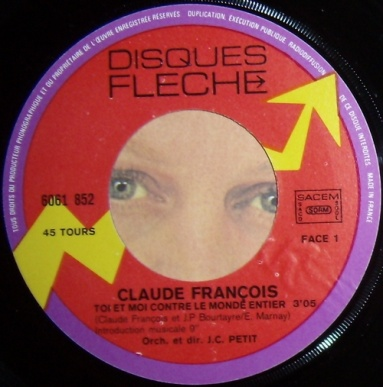 TOUS DROITS DU PRODUCTEUR PHONOGRAPHIQUE ET DU PROPRIETAIRE DE L'ŒUVRE ENREGISTREE RESERVES DUPLICATION, EXECUTION PUBLIQUE, RADIODIFFUSION DE CE DISQUE INTERDITES MADE IN FRANCE
DISQUES
FLECHE
6061 852
45 TOURS
SACEM
SDRM
FACE 1
CLAUDE FRANÇOIS
TOI ET MOI CONTRE LE MONDE ENTIER 3'05
(Claude François et J.P Bourtayre/E. Marnay)
Introduction musicale 9"
Orch. et dir. J.C. PETIT